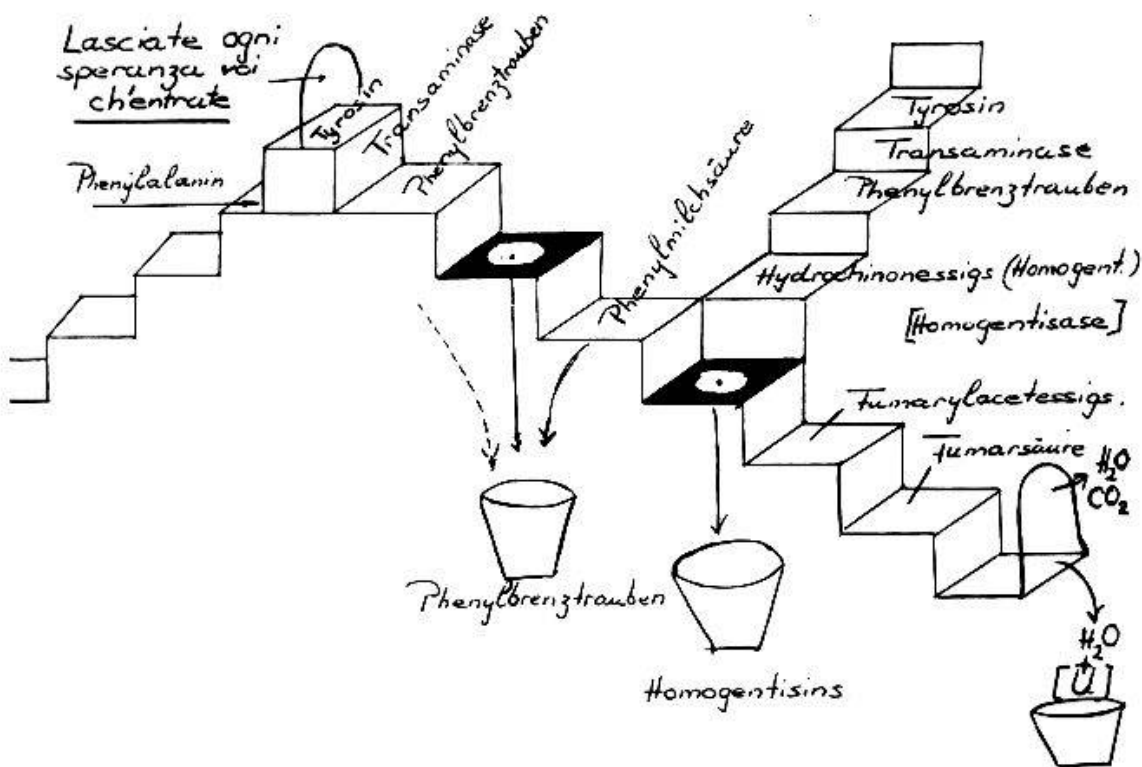 Lasciate ogni
speranza voi
ch'entrate
Phenylalanin
Tyrosin
Transaminase
Phenylbrenztrauben
Phenylmilchsäure
Tyrosin
Transaminase
Phenylbrenztrauben
Hydrochinonessigs (Homogent.)
[Homogentisase]
Fumarylacetessigs.
Fumarsäure
H₂O
CO₂
Phenylbrenztrauben
Homogentisins
H₂O
+
[Ü]